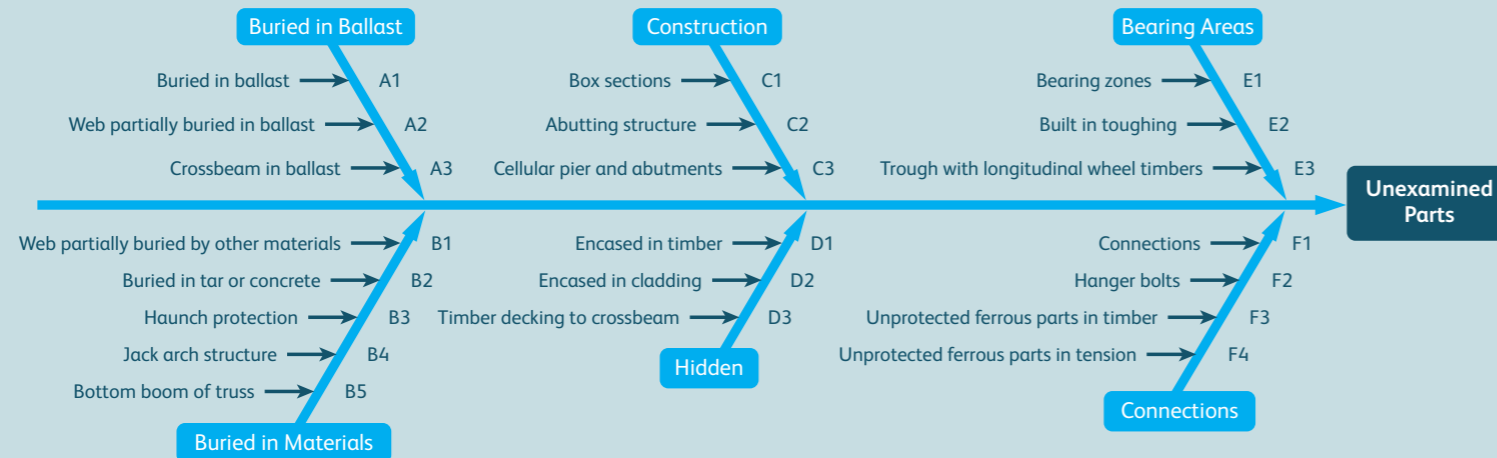 Buried in Ballast
Construction
Bearing Areas
Buried in ballast A1
Box sections C1
Bearing zones E1
Web partially buried in ballast A2
Abutting structure C2
Built in toughing E2
Crossbeam in ballast A3
Cellular pier and abutments C3
Trough with longitudinal wheel timbers E3
Unexamined
Parts
Web partially buried by other materials B1
Encased in timber D1
Connections F1
Buried in tar or concrete B2
Encased in cladding D2
Hanger bolts F2
Haunch protection B3
Timber decking to crossbeam D3
Unprotected ferrous parts in timber F3
Jack arch structure B4
Unprotected ferrous parts in tension F4
Hidden
Bottom boom of truss B5
Connections
Buried in Materials